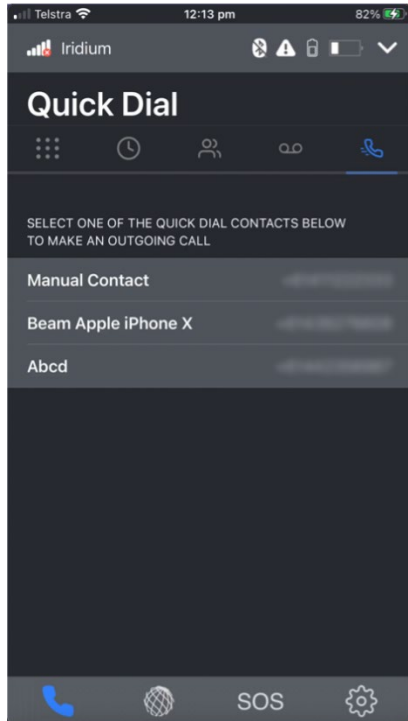 Telstra 12:13 pm 82%
Iridium
Quick Dial
SELECT ONE OF THE QUICK DIAL CONTACTS BELOW
TO MAKE AN OUTGOING CALL
Manual Contact
Beam Apple iPhone X
Abcd
SOS